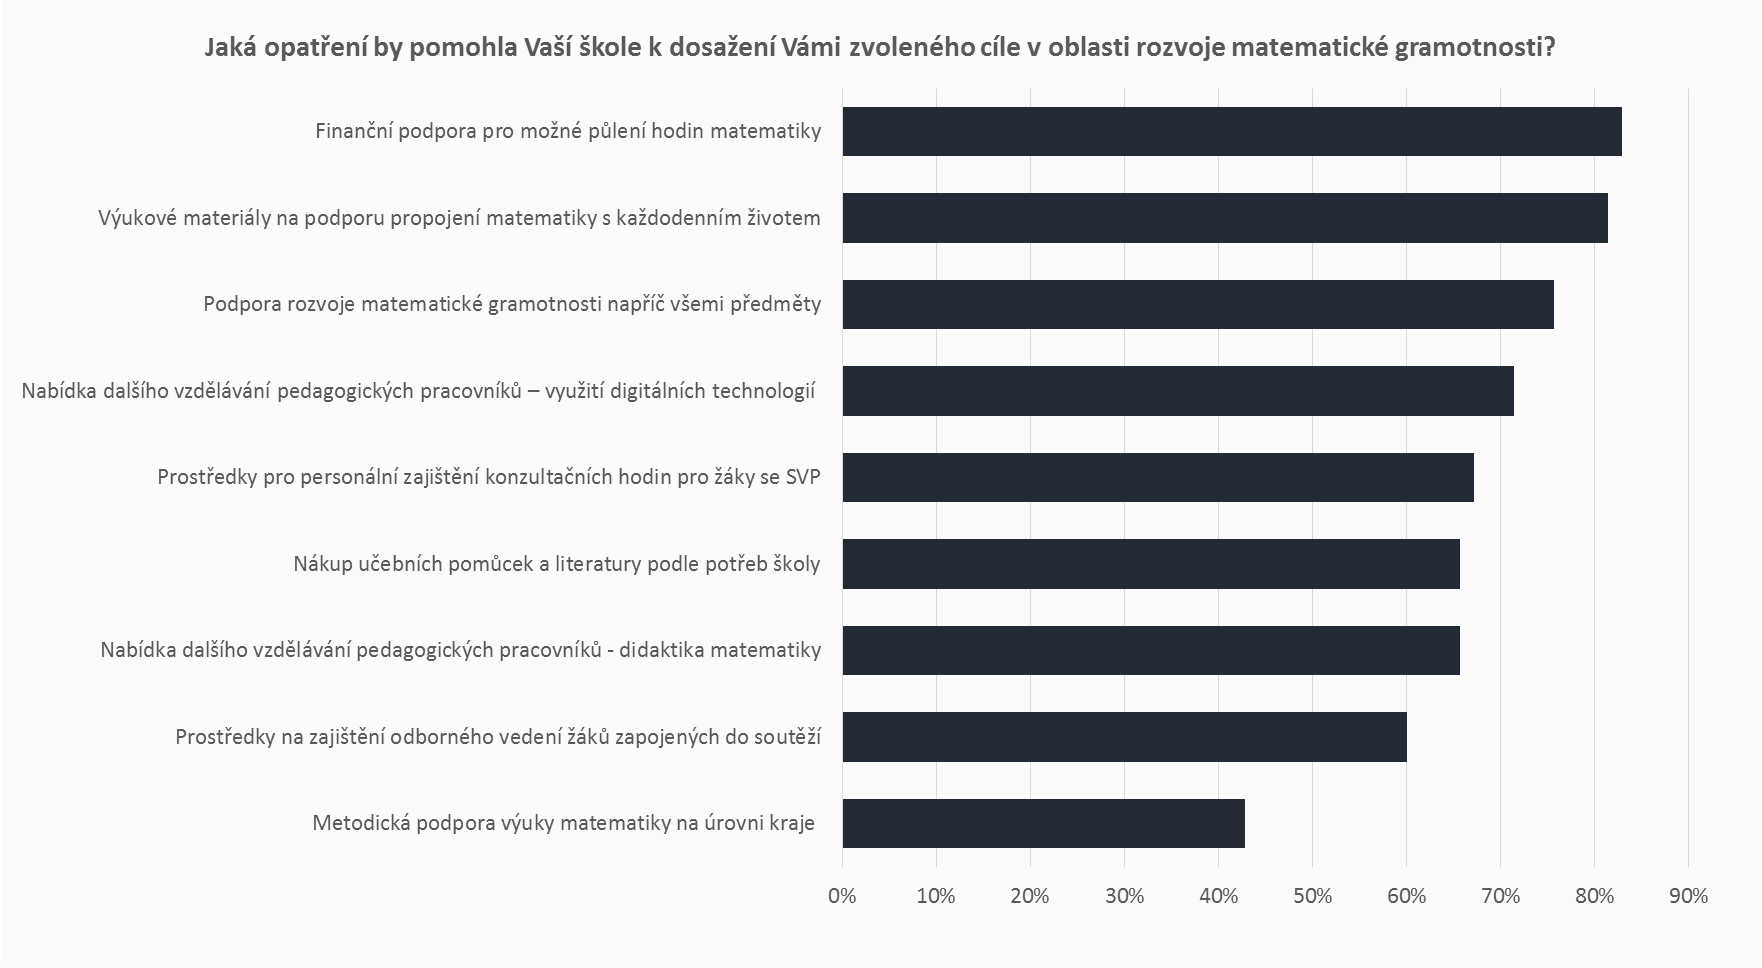 Jaká opatření by pomohla Vaší škole k dosažení Vámi zvoleného cíle v oblasti rozvoje matematické gramotnosti?
Finanční podpora pro možné půlení hodin matematiky
Výukové materiály na podporu propojení matematiky s každodenním životem
Podpora rozvoje matematické gramotnosti napříč všemi předměty
Nabídka dalšího vzdělávání pedagogických pracovníků – využití digitálních technologií
Prostředky pro personální zajištění konzultačních hodin pro žáky se SVP
Nákup učebních pomůcek a literatury podle potřeb školy
Nabídka dalšího vzdělávání pedagogických pracovníků - didaktika matematiky
Prostředky na zajištění odborného vedení žáků zapojených do soutěží
Metodická podpora výuky matematiky na úrovni kraje
0% 10% 20% 30% 40% 50% 60% 70% 80% 90%